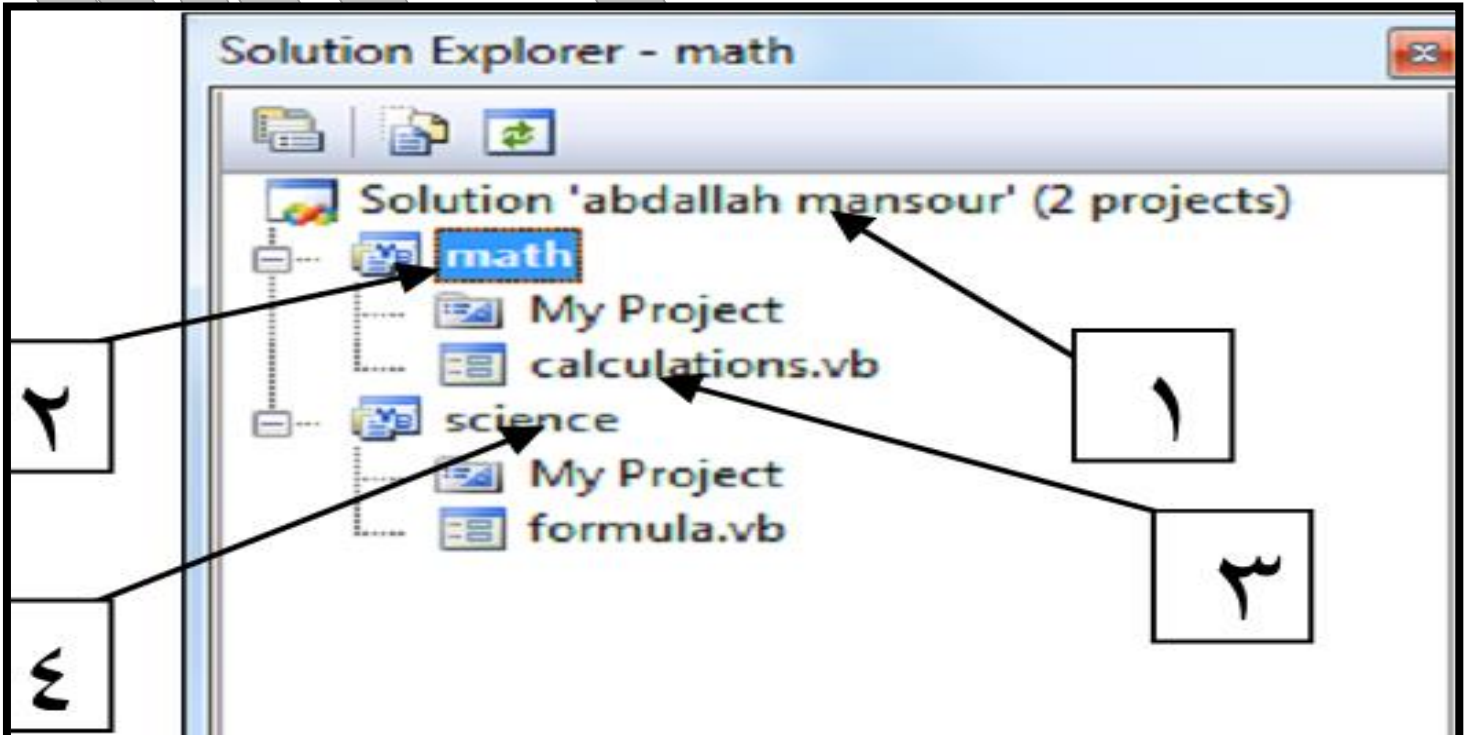 Solution Explorer - math
Solution 'abdallah mansour' (2 projects)
math
My Project
calculations.vb
science
My Project
formula.vb
١
٢
٣
٤